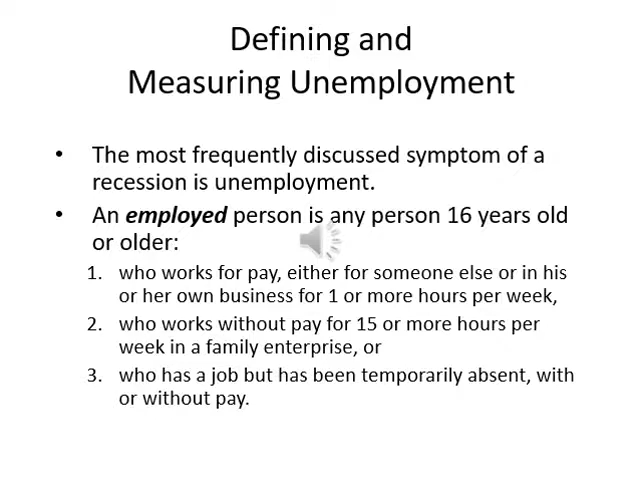 Defining and
Measuring Unemployment
• The most frequently discussed symptom of a
recession is unemployment.
• An employed person is any person 16 years old
or older:
1. who works for pay, either for someone else or in his
or her own business for 1 or more hours per week,
2. who works without pay for 15 or more hours per
week in a family enterprise, or
3. who has a job but has been temporarily absent, with
or without pay.